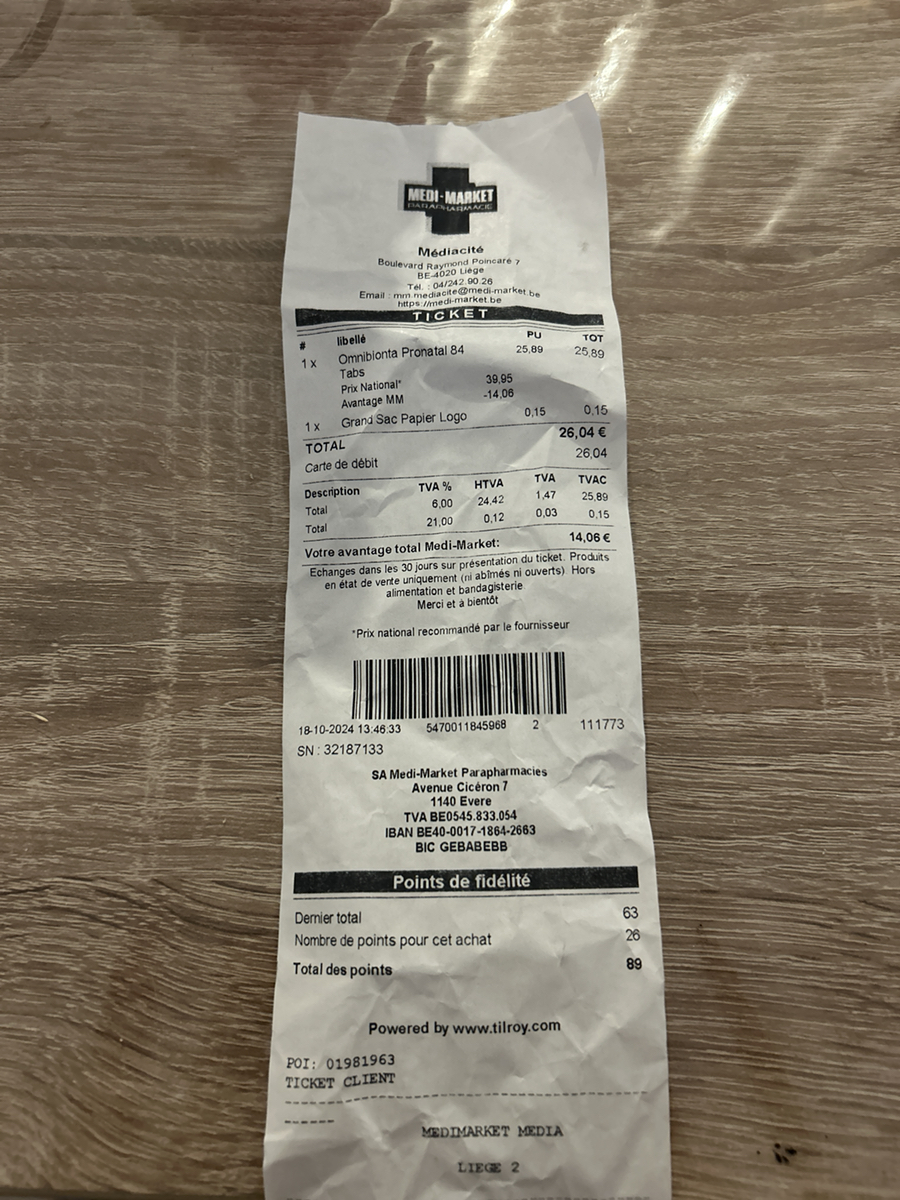 MEDI-MARKET
PARAPHARMACIE
Médiacité
Boulevard Raymond Poincaré 7
BE-4020 Liège
Tél. : 04/242.90.26
Email : mm.mediacite@medi-market.be
https://medi-market.be
TICKET
# libellé PU TOT
1 x Omnibionta Pronatal 84 25,89 25,89
Tabs
Prix National* 39,95
Avantage MM -14,06
1 x Grand Sac Papier Logo 0,15 0,15
TOTAL 26,04 €
Carte de débit 26,04
Description TVA % HTVA TVA TVAC
Total 6,00 24,42 1,47 25,89
Total 21,00 0,12 0,03 0,15
Votre avantage total Medi-Market: 14,06 €
Echanges dans les 30 jours sur présentation du ticket. Produits
en état de vente uniquement (ni abîmés ni ouverts) Hors
alimentation et bandagisterie
Merci et à bientôt
*Prix national recommandé par le fournisseur
18-10-2024 13:46:33 5470011845968 2 111773
SN : 32187133
SA Medi-Market Parapharmacies
Avenue Cicéron 7
1140 Evere
TVA BE0545.833.054
IBAN BE40-0017-1864-2663
BIC GEBABEBB
Points de fidélité
Dernier total 63
Nombre de points pour cet achat 26
Total des points 89
Powered by www.tilroy.com
POI: 01981963
TICKET CLIENT
MEDIMARKET MEDIA
LIEGE 2